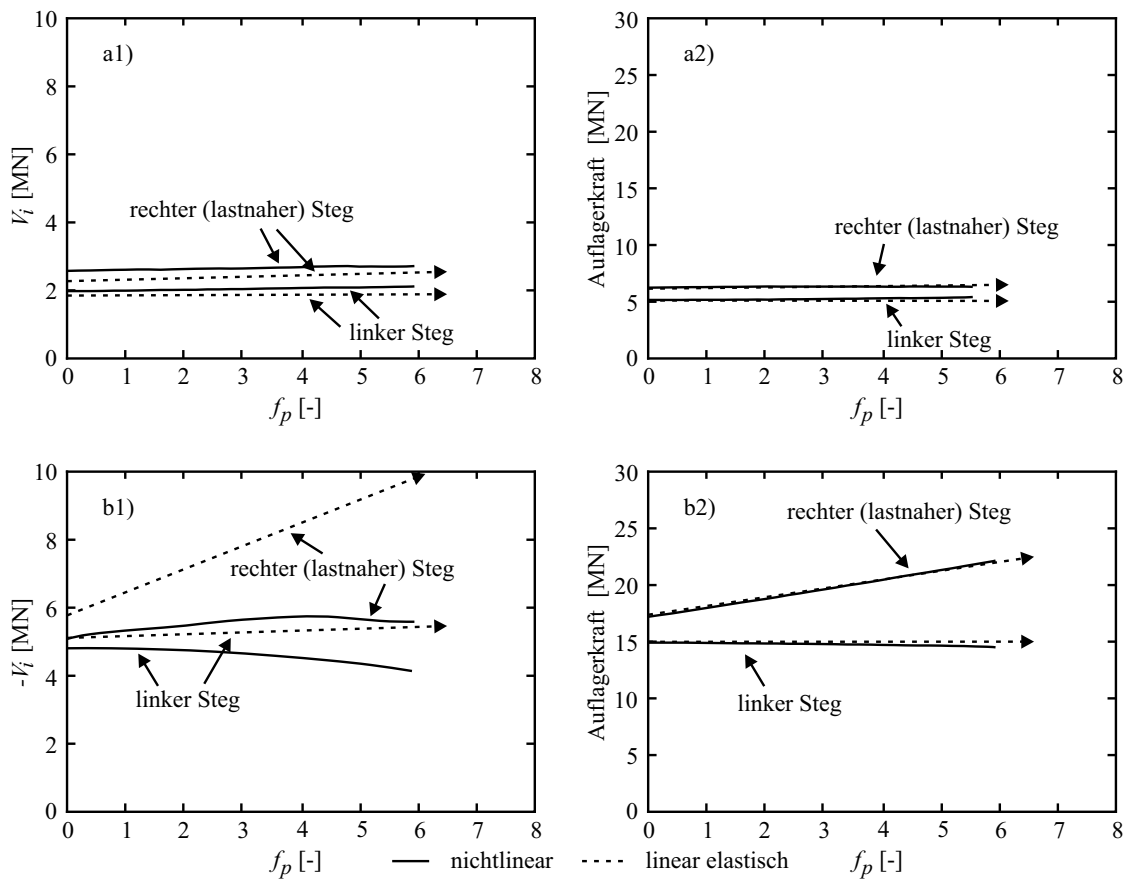 a1)
V_i [MN]
10
8
6
4
2
0
rechter (lastnaher) Steg
linker Steg
0 1 2 3 4 5 6 7 8
f_p [-]
a2)
Auflagerkraft [MN]
30
25
20
15
10
5
0
rechter (lastnaher) Steg
linker Steg
0 1 2 3 4 5 6 7 8
f_p [-]
b1)
-V_i [MN]
10
8
6
4
2
0
rechter (lastnaher) Steg
linker Steg
0 1 2 3 4 5 6 7 8
f_p [-]
b2)
Auflagerkraft [MN]
30
25
20
15
10
5
0
rechter (lastnaher) Steg
linker Steg
0 1 2 3 4 5 6 7 8
f_p [-]
nichtlinear
linear elastisch